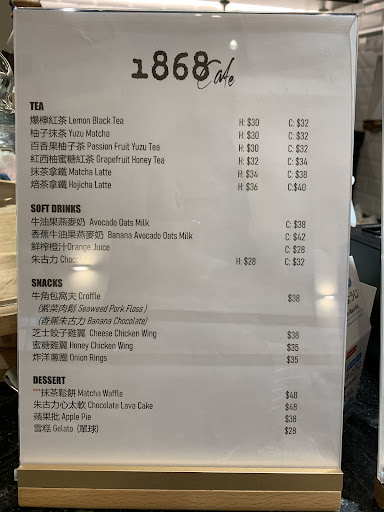 1868 Cafe
TEA
爆檸紅茶 Lemon Black Tea H: $30 C: $32
柚子抹茶 Yuzu Matcha H: $30 C: $32
百香果柚子茶 Passion Fruit Yuzu Tea H: $30 C: $32
紅西柚蜜糖紅茶 Grapefruit Honey Tea H: $32 C: $34
抹茶拿鐵 Matcha Latte H: $34 C: $38
焙茶拿鐵 Hojicha Latte H: $36 C:$40
SOFT DRINKS
牛油果燕麥奶 Avocado Oats Milk C: $38
香蕉牛油果燕麥奶 Banana Avocado Oats Milk C: $42
鮮榨橙汁Orange Juice C: $28
朱古力 Choc H: $28 C: $32
SNACKS
牛角包窩夫 Croffle $38
(紫菜肉鬆 Seaweed Pork Floss )
(香蕉朱古力 Banana Chocolate)
芝士餃子雞翼 Cheese Chicken Wing $38
蜜糖雞翼 Honey Chicken Wing $35
炸洋蔥圈 Onion Rings $35
DESSERT
***抹茶鬆餅 Matcha Waffle $48
朱古力心太軟 Chocolate Lava Cake $48
蘋果批 Apple Pie $38
雪糕 Gelato (單球) $28